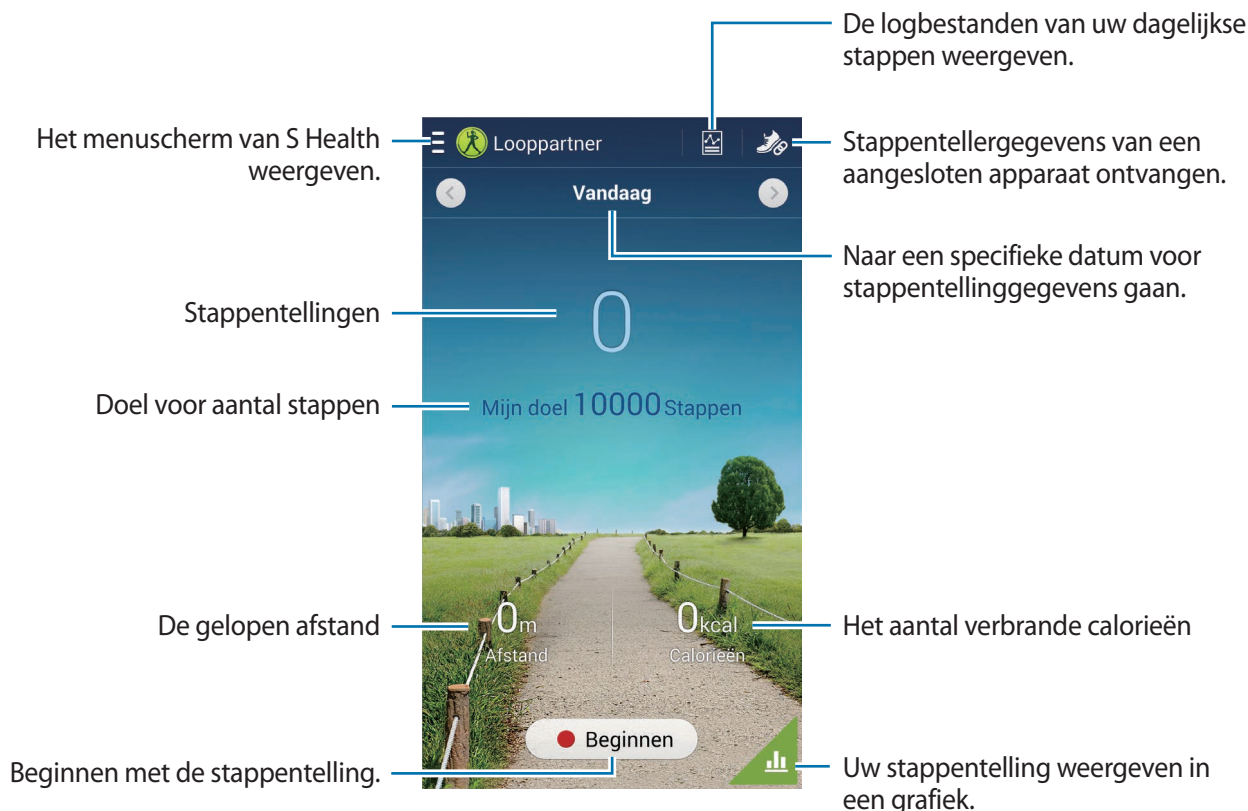 De logbestanden van uw dagelijkse
stappen weergeven.
Het menuscherm van S Health
weergeven.
Looppartner
Stappentellergegevens van een
aangesloten apparaat ontvangen.
Vandaag
Naar een specifieke datum voor
stappentellinggegevens gaan.
Stappentellingen
0
Doel voor aantal stappen
Mijn doel 10000 Stappen
De gelopen afstand
0m
Afstand
0kcal
Calorieën
Het aantal verbrande calorieën
Beginnen
Beginnen met de stappentelling.
Uw stappentelling weergeven in
een grafiek.